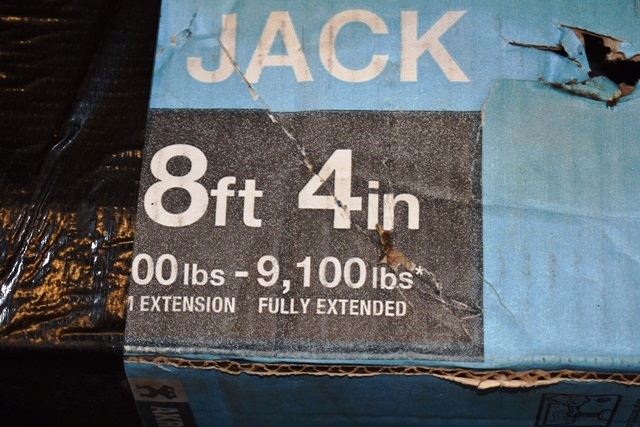 JACK
8ft 4in
00 lbs - 9,100 lbs*
EXTENSION FULLY EXTENDED